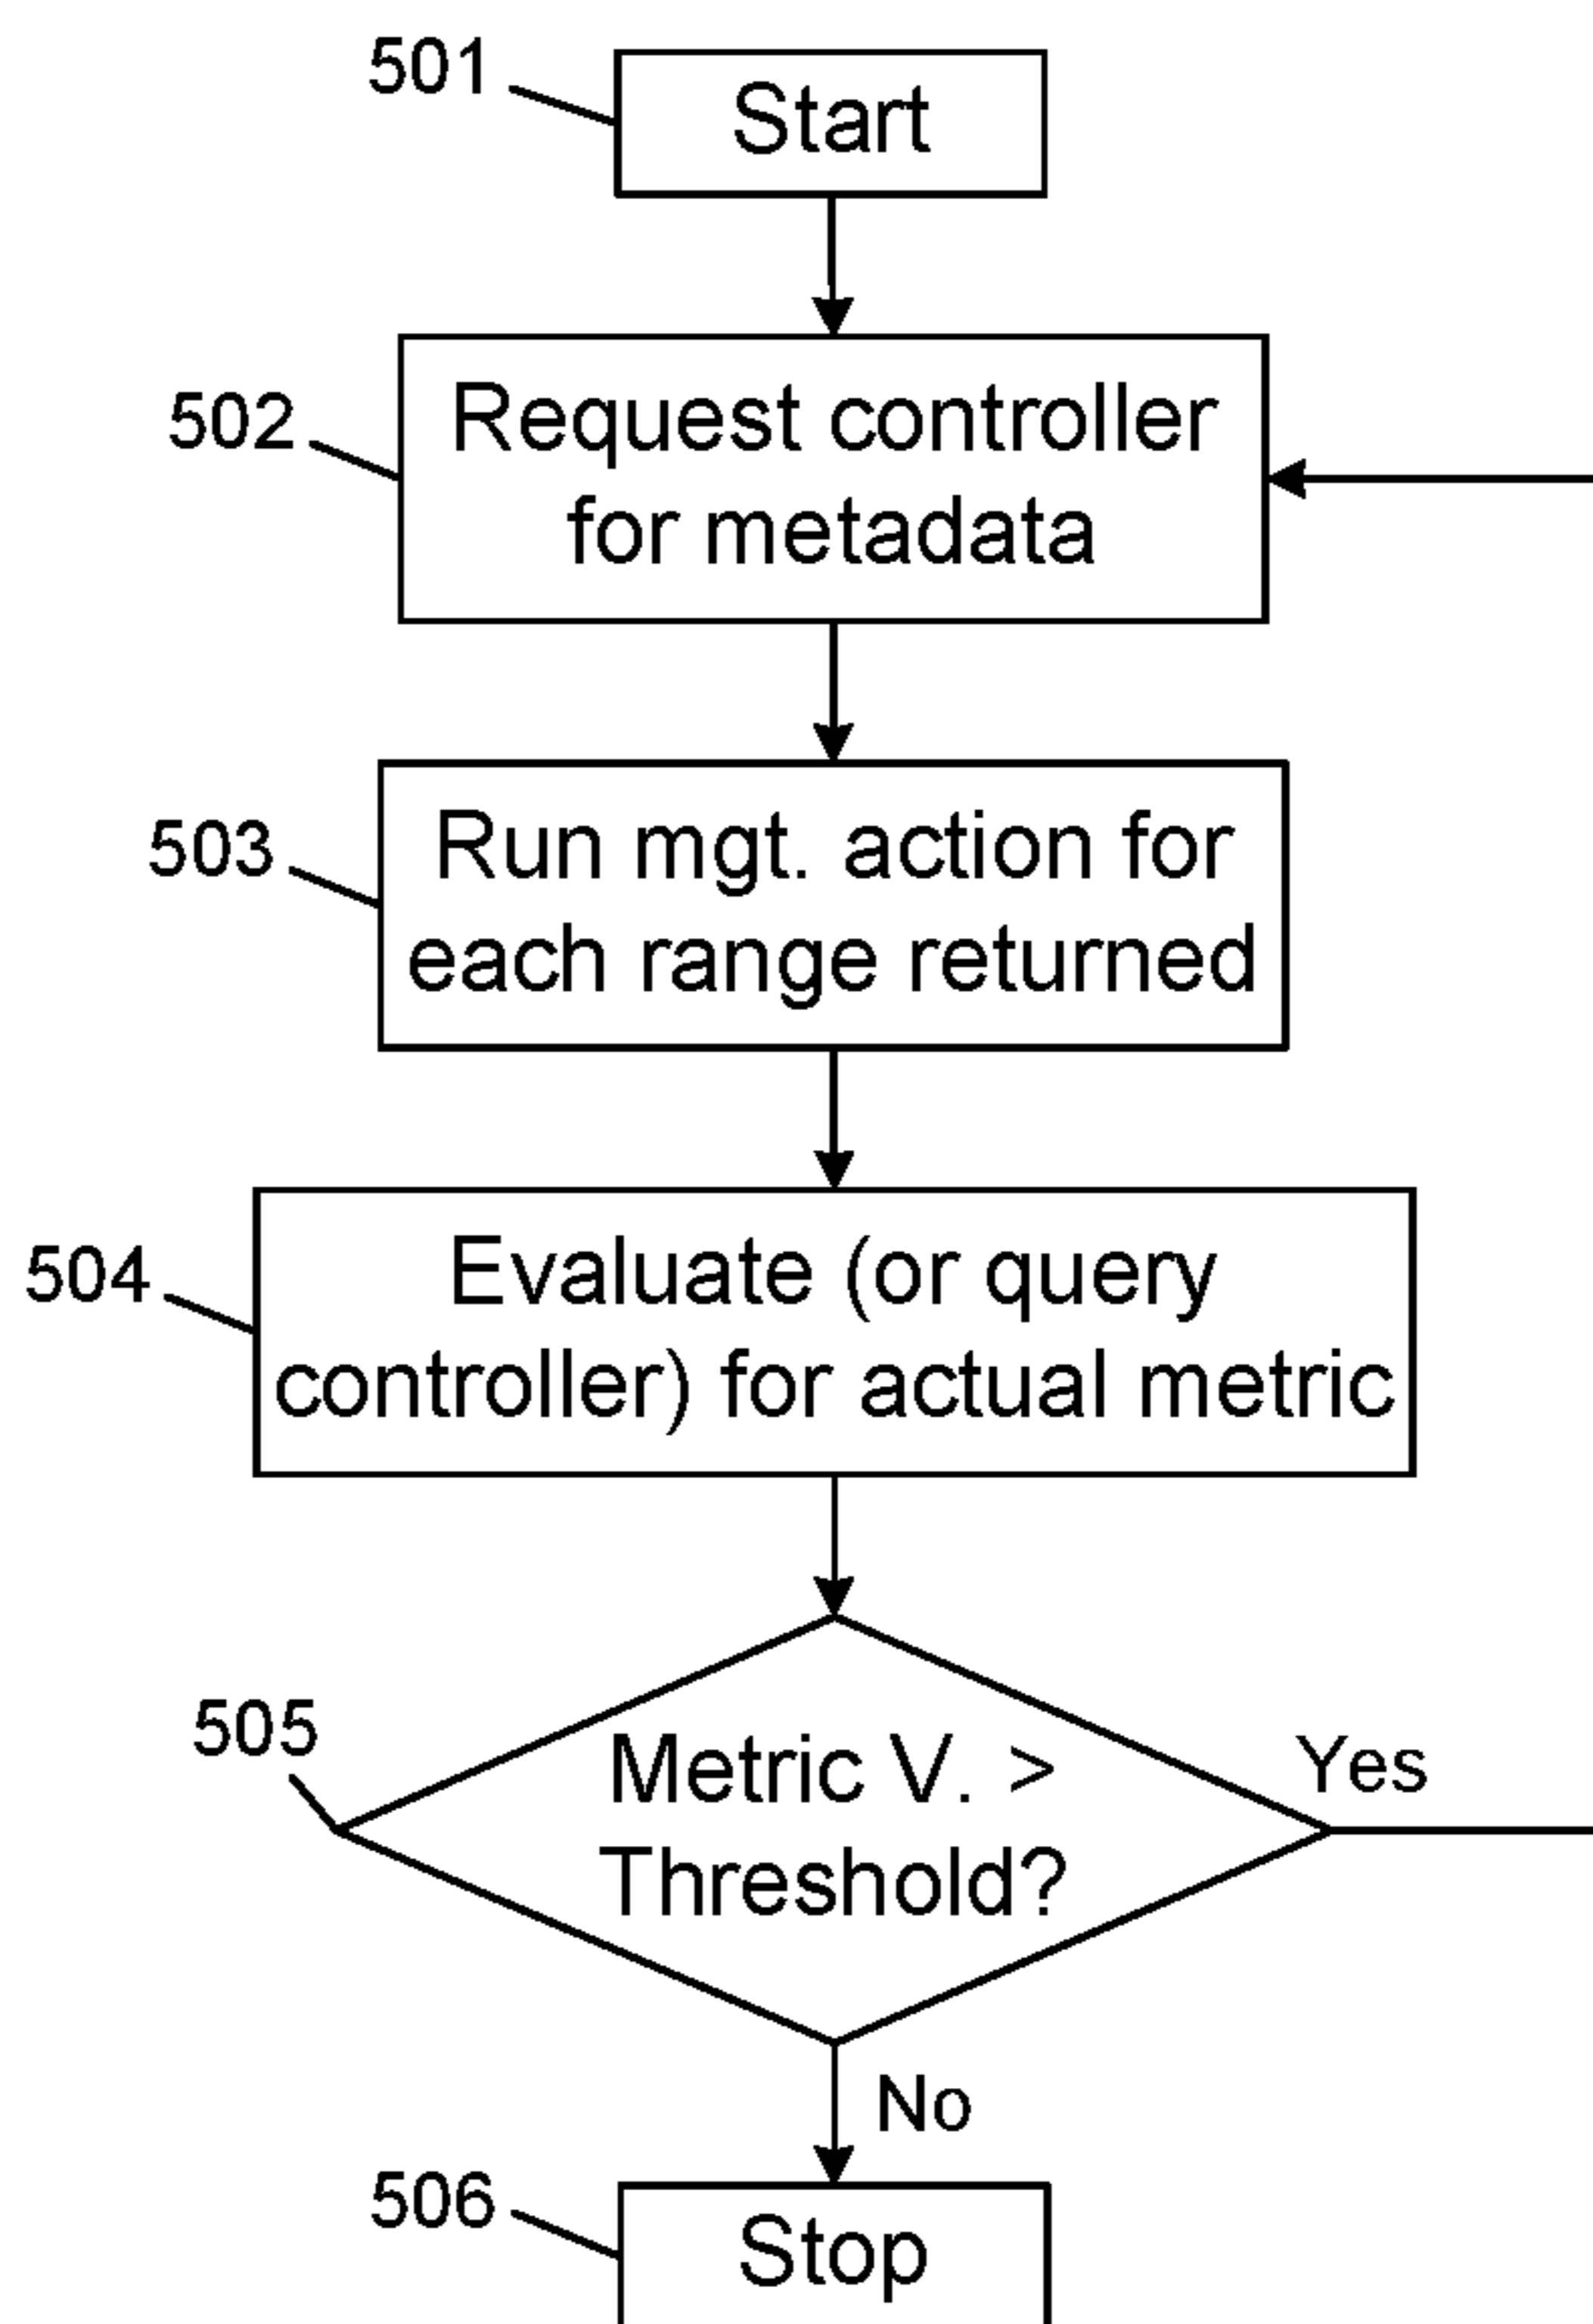 501
Start
502
Request controller
for metadata
503
Run mgt. action for
each range returned
504
Evaluate (or query
controller) for actual metric
505
Metric V. >
Threshold?
Yes
No
506
Stop